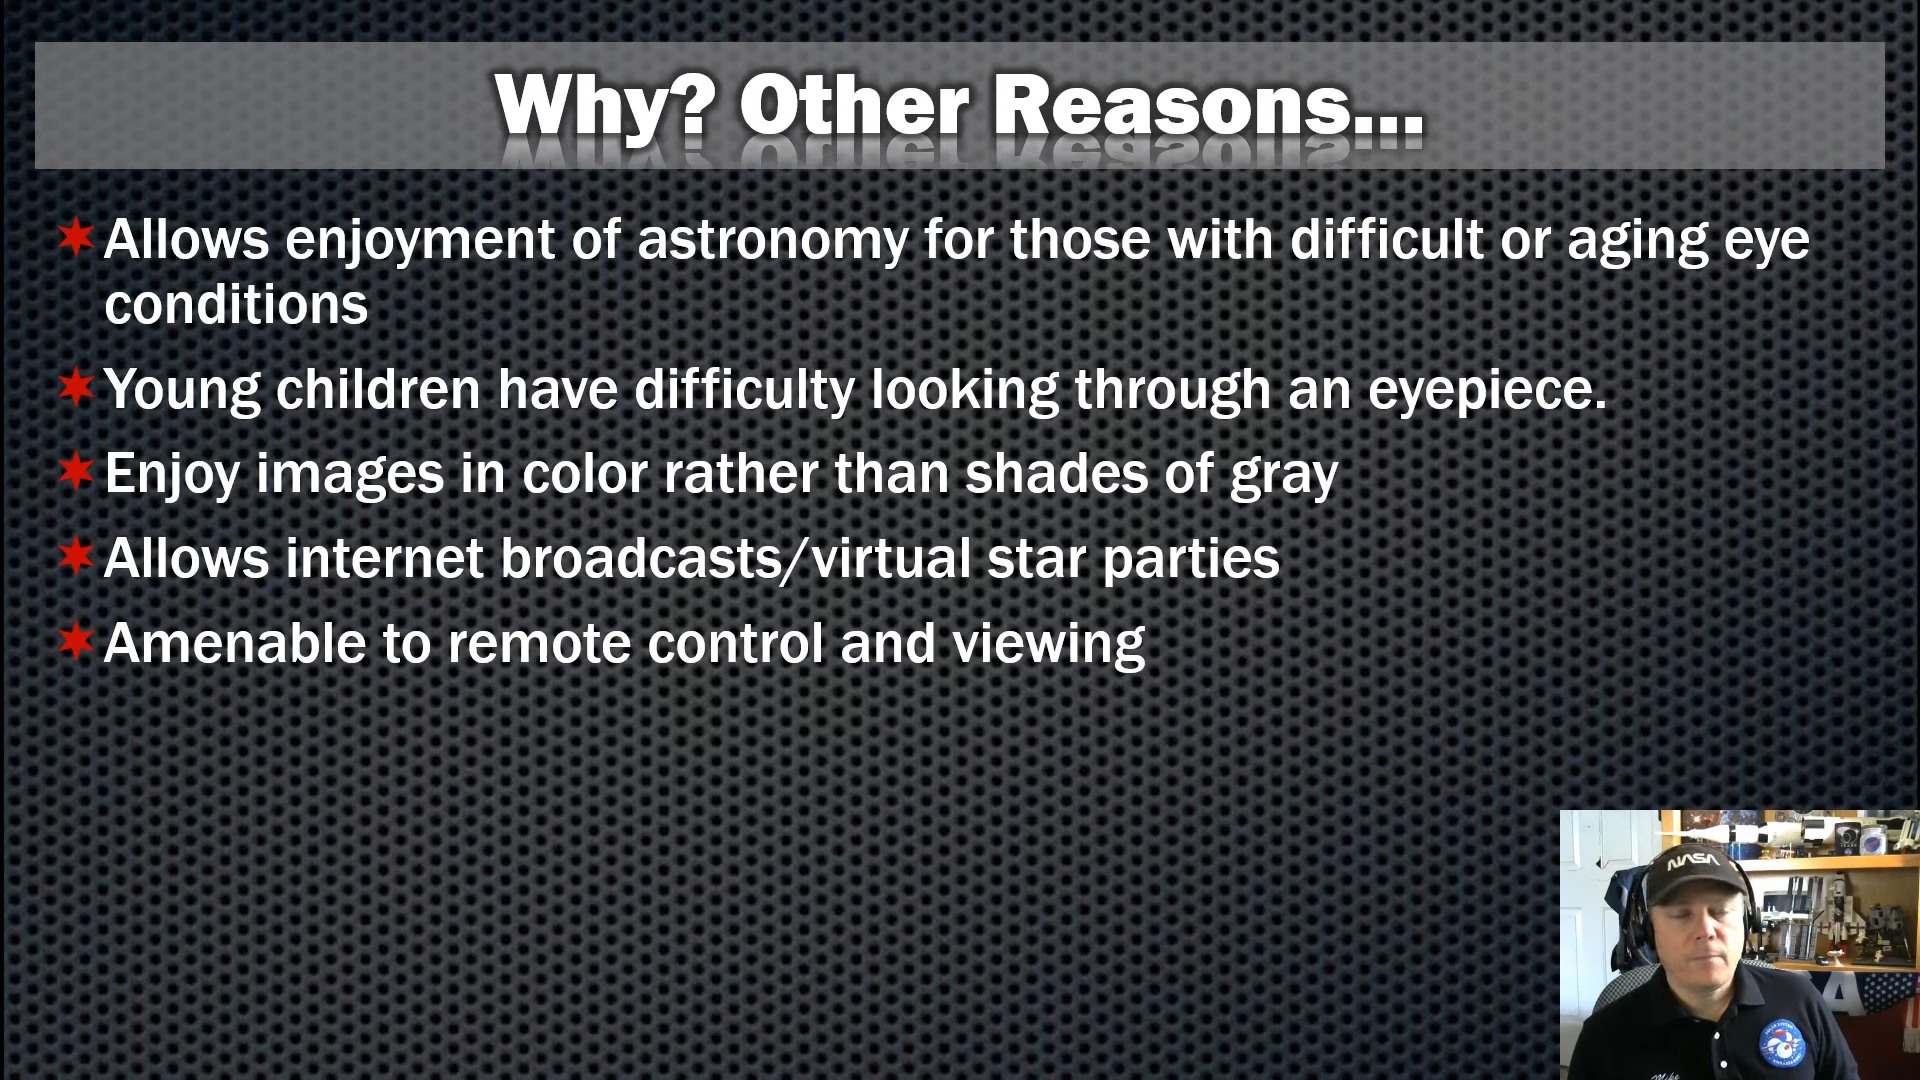 Why? Other Reasons...
Allows enjoyment of astronomy for those with difficult or aging eye
conditions
Young children have difficulty looking through an eyepiece.
Enjoy images in color rather than shades of gray
Allows internet broadcasts/virtual star parties
Amenable to remote control and viewing
NASA
Mike